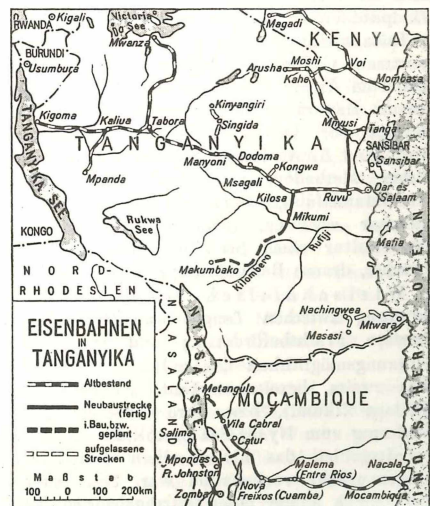 RWANDA
Kigali
Victoria
See
Magadi
KENYA
BURUNDI
Mwanza
Usumbura
Moshi
Voi
Arusha
Kahe
Mombasa
Kinyangiri
Kigoma
Kaliua
Tabora
Singida
Mnyusi
Tanga
TANGANYIKA
SANSIBAR
Sansibar
TANGANYIKA SEE
Manyoni
Dodoma
Kongwa
Mpanda
Msagali
Dar es
Salaam
Kilosa
Ruvu
Rukwa
See
Mikumi
KONGO
Rufiji
Mafia
Makumbako
Kilombero
NORD-
RHODESIEN
Nachingwea
Mtwara
Masasi
INDISCHER OZEAN
NYASALAND
NYASA SEE
EISENBAHNEN
IN
TANGANYIKA
Altbestand
Neubaustrecke
(fertig)
i.Bau.bzw.
geplant
aufgelassene
Strecken
Maßstab
100 0 100 200km
Metangula
MOÇAMBIQUE
Vila Cabral
Catur
Salima
Mpondas
Ft. Johnston
Zomba
Malema
(Entre Rios)
Nacala
Nova
Freixos (Cuamba)
Mocambique